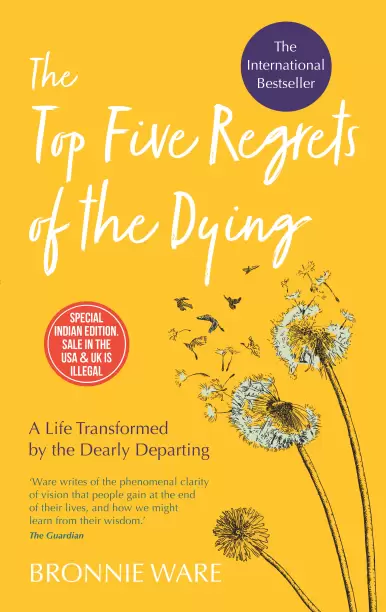 The
International
Bestseller
The
Top Five Regrets
of the Dying
SPECIAL
INDIAN EDITION.
SALE IN THE
USA & UK IS
ILLEGAL
A Life Transformed
by the Dearly Departing
‘Ware writes of the phenomenal clarity
of vision that people gain at the end
of their lives, and how we might
learn from their wisdom.’
The Guardian
BRONNIE WARE